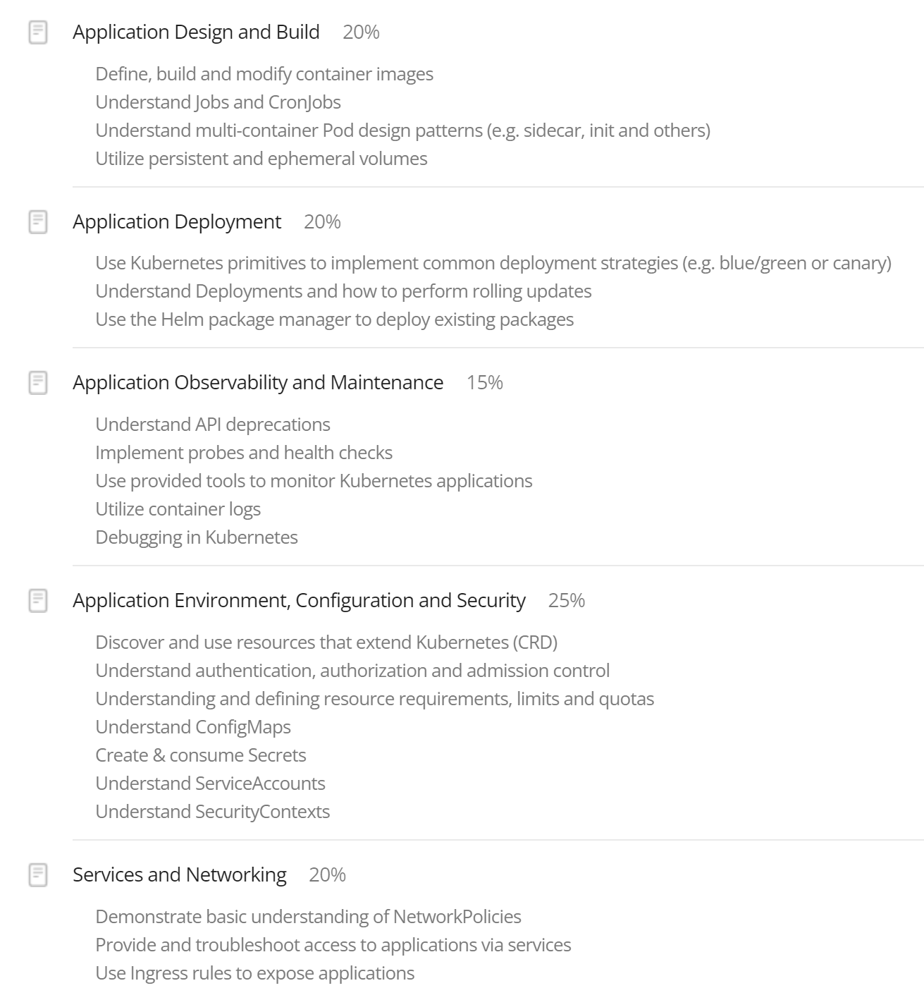 Application Design and Build 20%
Define, build and modify container images
Understand Jobs and CronJobs
Understand multi-container Pod design patterns (e.g. sidecar, init and others)
Utilize persistent and ephemeral volumes
Application Deployment 20%
Use Kubernetes primitives to implement common deployment strategies (e.g. blue/green or canary)
Understand Deployments and how to perform rolling updates
Use the Helm package manager to deploy existing packages
Application Observability and Maintenance 15%
Understand API deprecations
Implement probes and health checks
Use provided tools to monitor Kubernetes applications
Utilize container logs
Debugging in Kubernetes
Application Environment, Configuration and Security 25%
Discover and use resources that extend Kubernetes (CRD)
Understand authentication, authorization and admission control
Understanding and defining resource requirements, limits and quotas
Understand ConfigMaps
Create & consume Secrets
Understand ServiceAccounts
Understand SecurityContexts
Services and Networking 20%
Demonstrate basic understanding of NetworkPolicies
Provide and troubleshoot access to applications via services
Use Ingress rules to expose applications